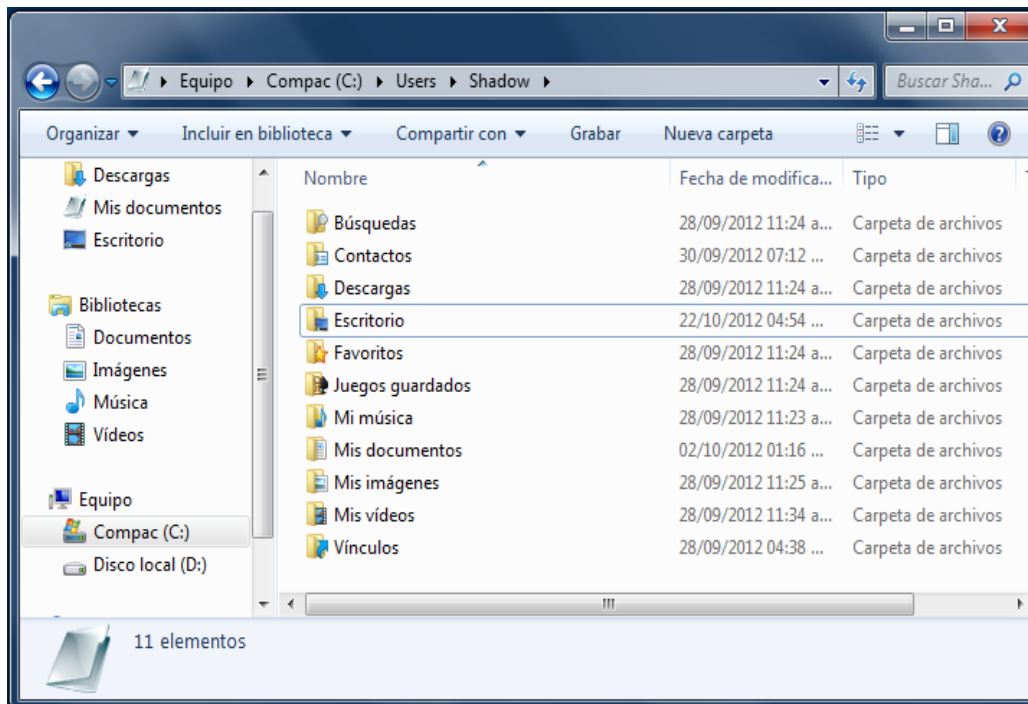 Equipo Compac (C:) Users Shadow Buscar Sha...
Organizar Incluir en biblioteca Compartir con Grabar Nueva carpeta
Descargas
Mis documentos
Escritorio
Bibliotecas
Documentos
Imágenes
Música
Vídeos
Equipo
Compac (C:)
Disco local (D:)
Nombre Fecha de modifica... Tipo
Búsquedas 28/09/2012 11:24 a... Carpeta de archivos
Contactos 30/09/2012 07:12 ... Carpeta de archivos
Descargas 28/09/2012 11:24 a... Carpeta de archivos
Escritorio 22/10/2012 04:54 ... Carpeta de archivos
Favoritos 28/09/2012 11:24 a... Carpeta de archivos
Juegos guardados 28/09/2012 11:24 a... Carpeta de archivos
Mi música 28/09/2012 11:23 a... Carpeta de archivos
Mis documentos 02/10/2012 01:16 ... Carpeta de archivos
Mis imágenes 28/09/2012 11:25 a... Carpeta de archivos
Mis vídeos 28/09/2012 11:34 a... Carpeta de archivos
Vínculos 28/09/2012 04:38 ... Carpeta de archivos
11 elementos